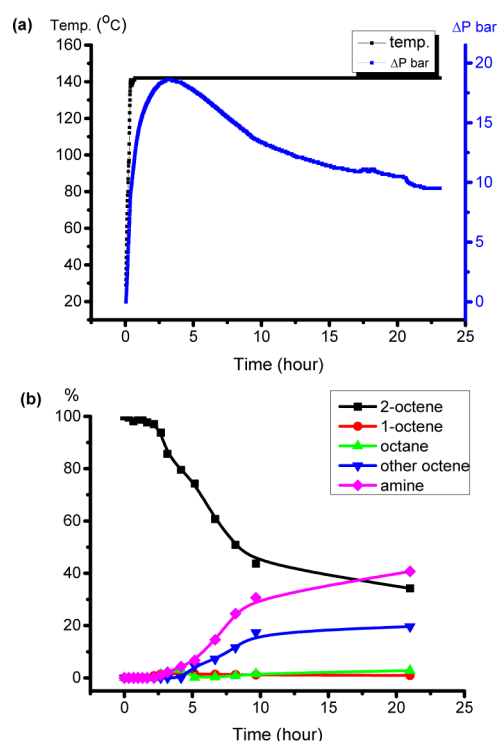 (a)
Temp. (°C)
ΔP bar
temp.
ΔP bar
160
140
120
100
80
60
40
20
20
15
10
5
0
0
5
10
15
20
25
Time (hour)
(b)
%
2-octene
1-octene
octane
other octene
amine
100
80
60
40
20
0
0
5
10
15
20
25
Time (hour)